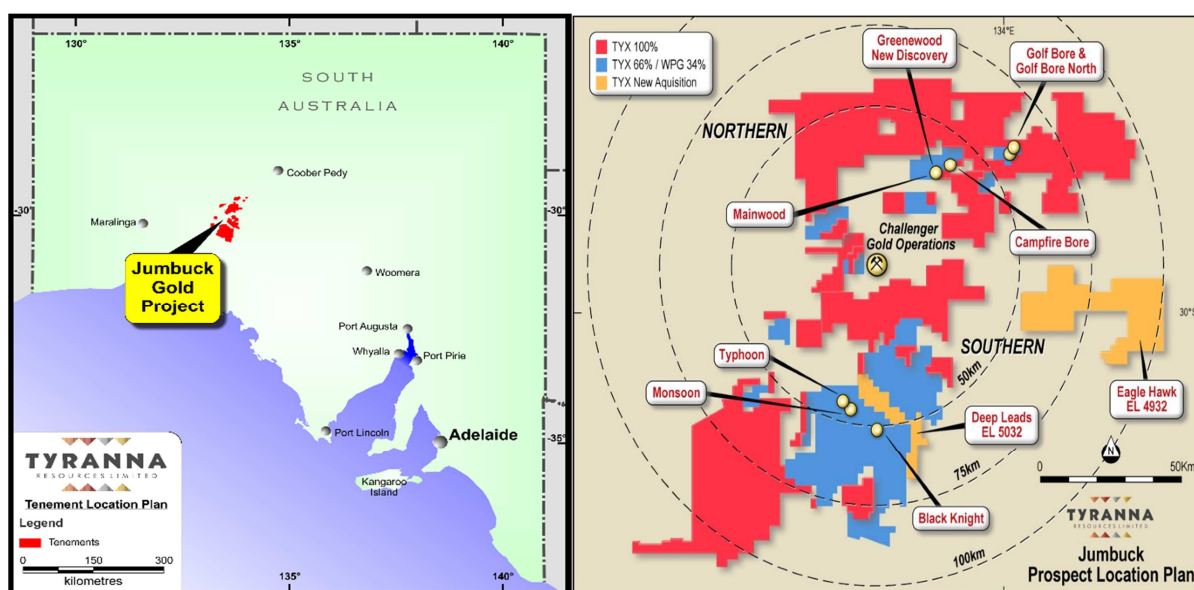 130°
135°
140°
SOUTH
AUSTRALIA
Coober Pedy
-30°
Maralinga
-30°
Jumbuck
Gold
Project
Woomera
Port Augusta
Whyalla
Port Pirie
Port Lincoln
Adelaide
-35°
Kangaroo
Island
TYRANNA
RESOURCES LIMITED
Tenement Location Plan
Legend
Tenements
0 150 300
kilometres
135°
140°
TYX 100%
TYX 66% / WPG 34%
TYX New Aquisition
134°E
Greenewood
New Discovery
Golf Bore &
Golf Bore North
NORTHERN
Mainwood
Challenger
Gold Operations
Campfire Bore
30°S
SOUTHERN
Typhoon
Monsoon
50km
Eagle Hawk
EL 4932
Deep Leads
EL 5032
N
0 50Km
75km
Black Knight
TYRANNA
RESOURCES LIMITED
100km
Jumbuck
Prospect Location Plan